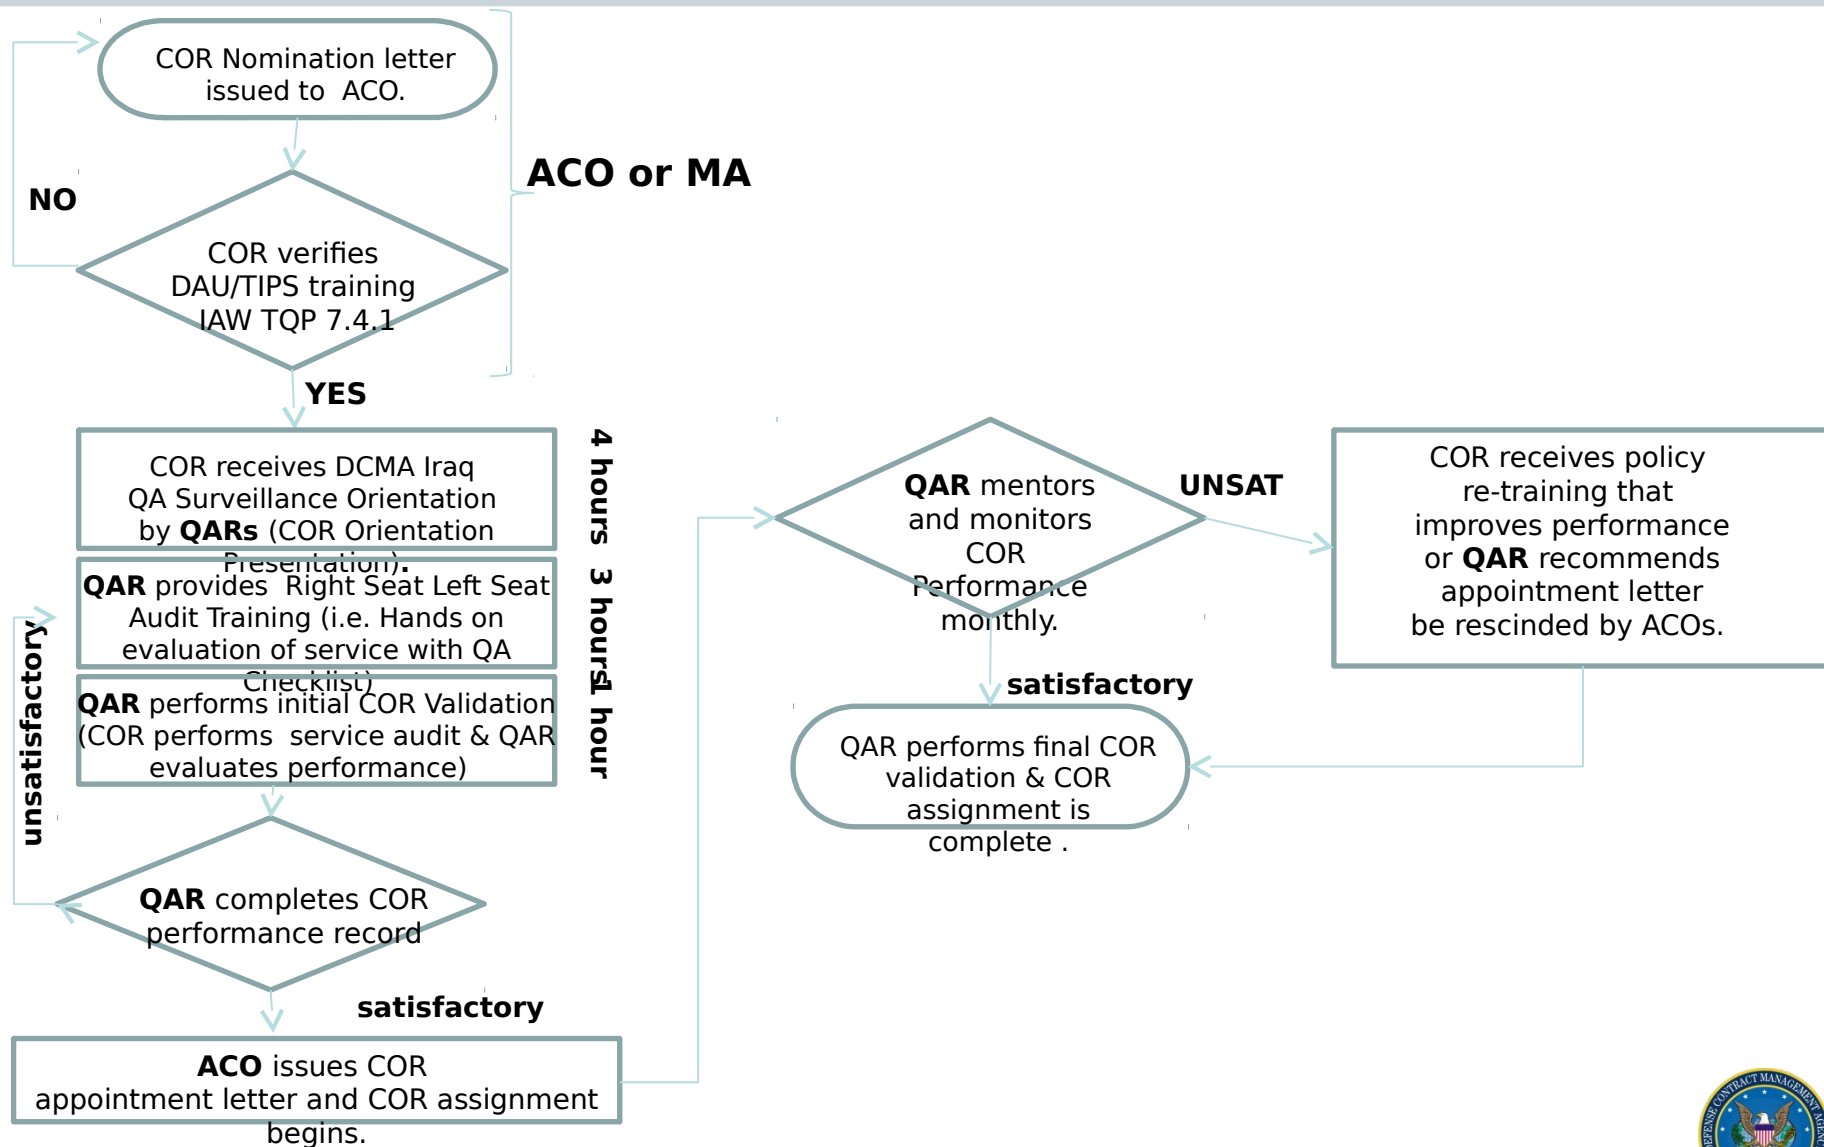 COR Nomination letter
issued to  ACO.
ACO or MA
NO
COR verifies
DAU/TIPS training
IAW TQP 7.4.1
YES
COR receives DCMA Iraq
QA Surveillance Orientation
by QARs (COR Orientation
Presentation).
4 hours
QAR provides  Right Seat Left Seat
Audit Training (i.e. Hands on
evaluation of service with QA
Checklist)
3 hours
QAR performs initial COR Validation
(COR performs  service audit & QAR
evaluates performance)
1 hour
unsatisfactory
QAR completes COR
performance record
satisfactory
ACO issues COR
appointment letter and COR assignment
begins.
QAR mentors
and monitors
COR
Performance
monthly.
UNSAT
COR receives policy
re-training that
improves performance
or QAR recommends
appointment letter
be rescinded by ACOs.
satisfactory
QAR performs final COR
validation & COR
assignment is
complete .
DEFENSE CONTRACT MANAGEMENT